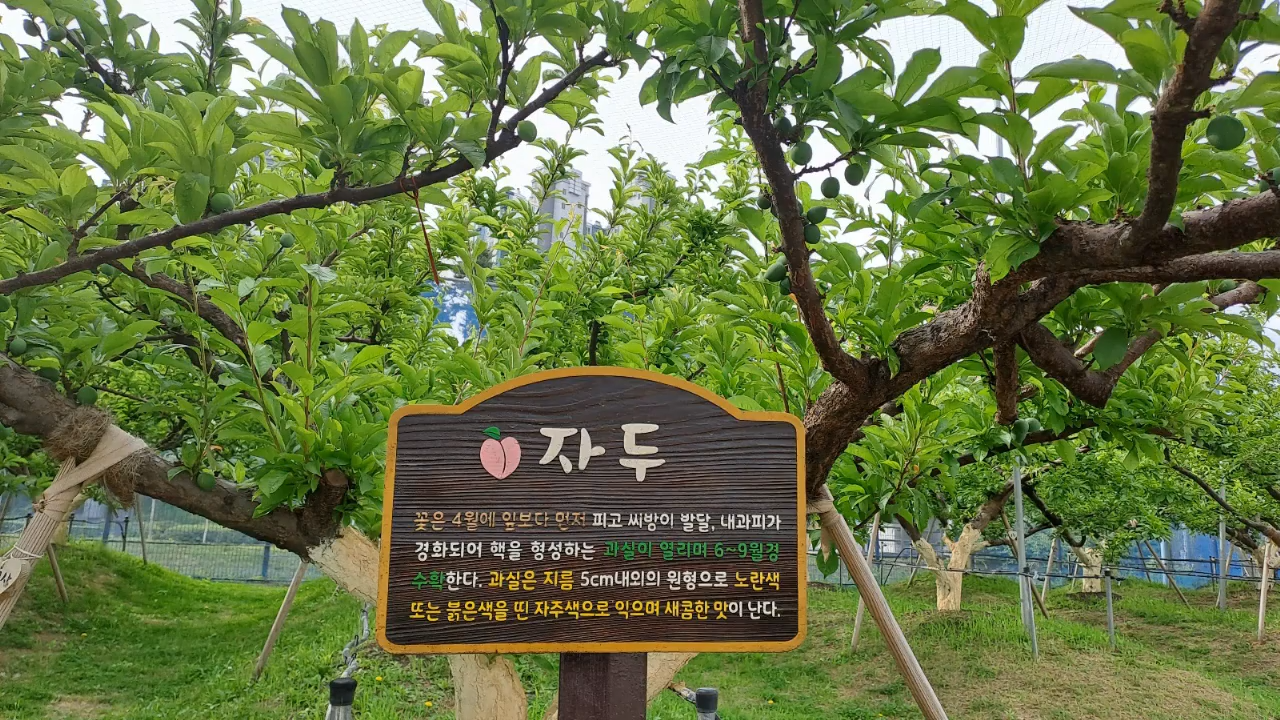 자두
꽃은 4월에 잎보다 먼저 피고 씨방이 발달, 내과피가
경화되어 핵을 형성하는 과실이 열리며 6~9월경
수확한다. 과실은 지름 5cm내외의 원형으로 노란색
또는 붉은색을 띤 자주색으로 익으며 새콤한 맛이 난다.